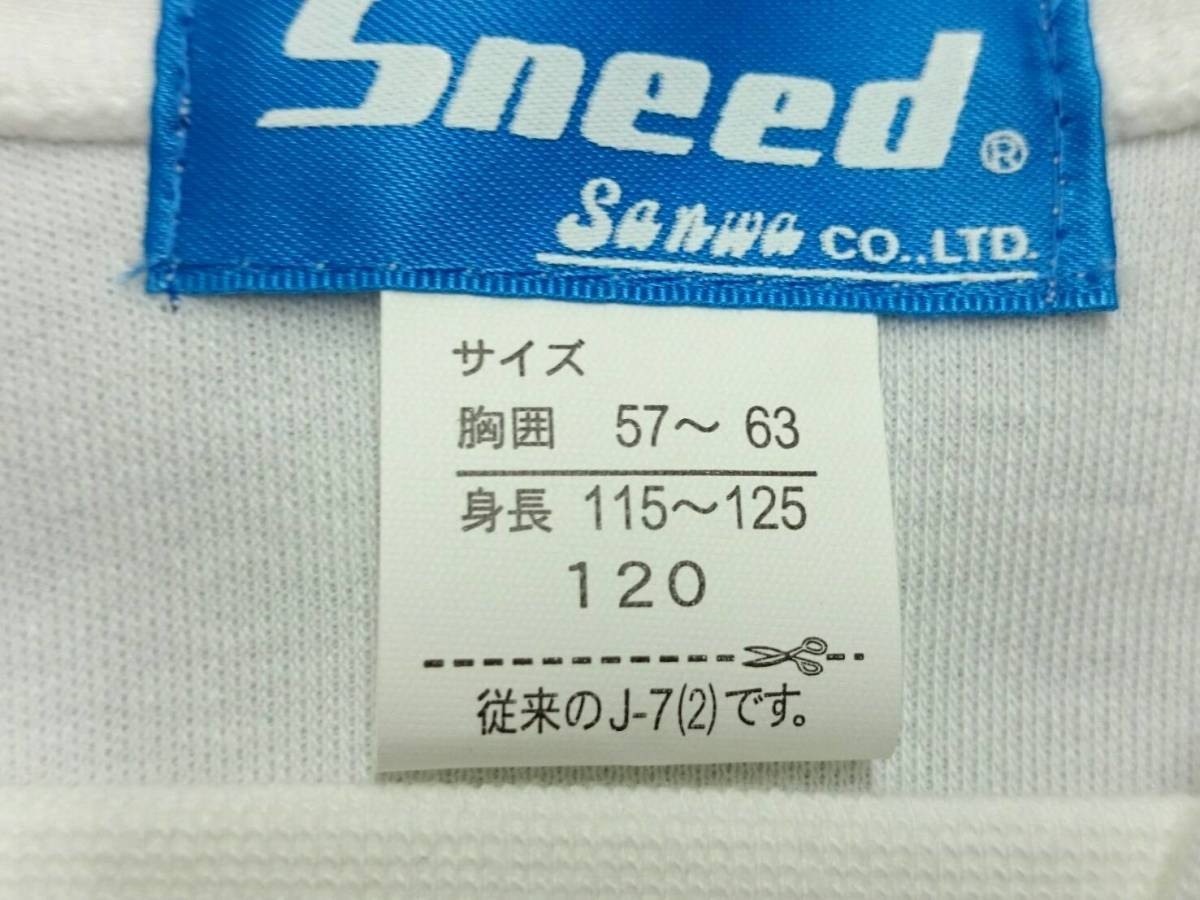 Sneed®
Sanwa CO.,LTD.
サイズ
胸囲 57～ 63
身長 115～125
120
従来のJ-7(2)です。